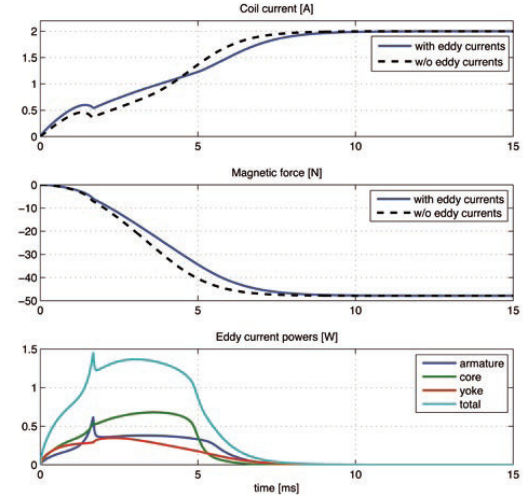 Coil current [A]
2
1.5
1
0.5
0
0 5 10 15
with eddy currents
w/o eddy currents
Magnetic force [N]
0
−10
−20
−30
−40
−50
0 5 10 15
with eddy currents
w/o eddy currents
Eddy current powers [W]
1.5
1
0.5
0
0 5 10 15
armature
core
yoke
total
time [ms]